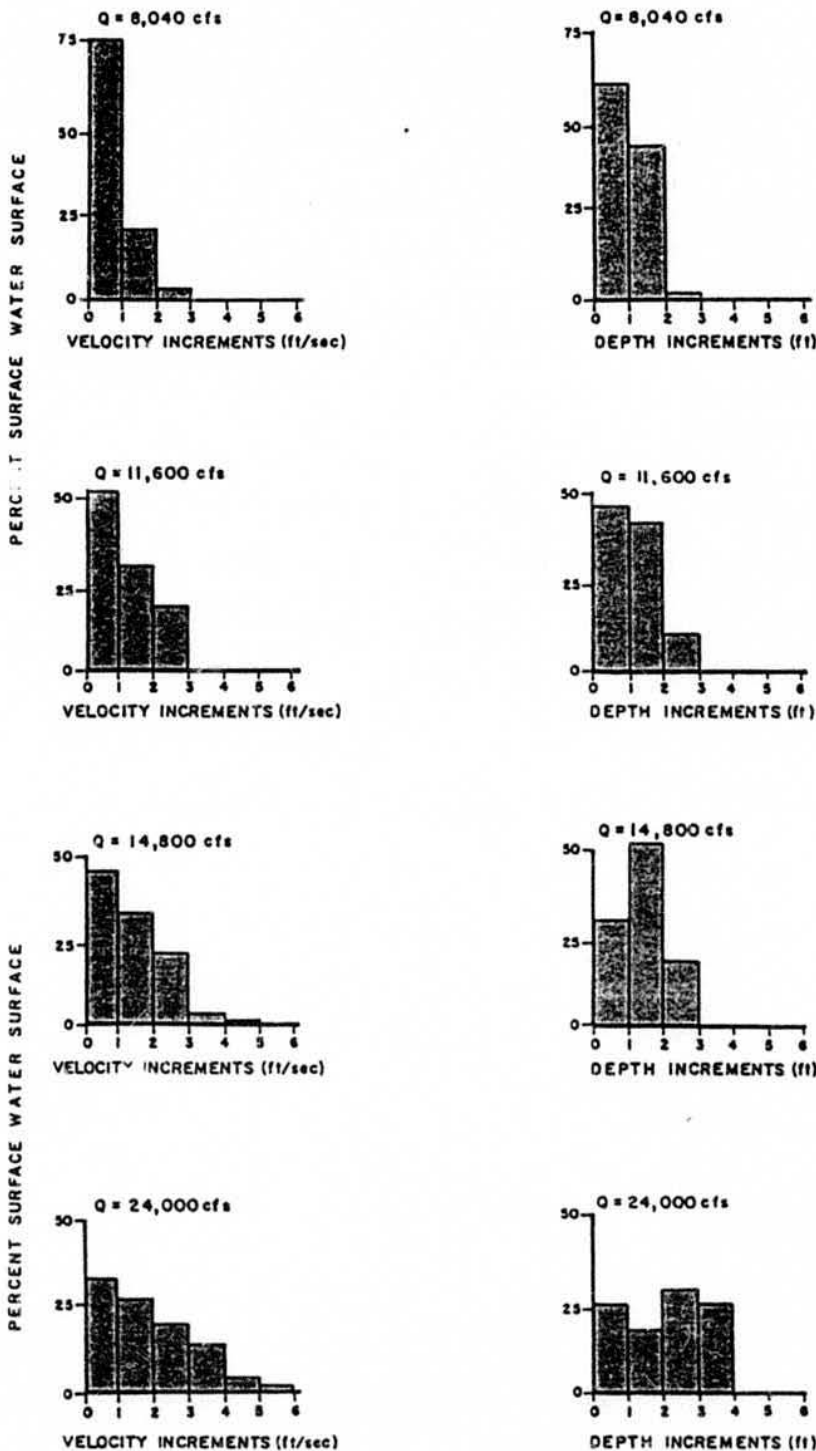 Q = 8,040 cfs
75
50
25
0
0 1 2 3 4 5 6
VELOCITY INCREMENTS (ft/sec)
Q = 8,040 cfs
75
50
25
0
0 1 2 3 4 5 6
DEPTH INCREMENTS (ft)
SURFACE WATER SURFACE
Q = 11,600 cfs
50
25
0
0 1 2 3 4 5 6
VELOCITY INCREMENTS (ft/sec)
Q = 11,600 cfs
50
25
0
0 1 2 3 4 5 6
DEPTH INCREMENTS (ft)
Q = 14,800 cfs
50
25
0
0 1 2 3 4 5 6
VELOCITY INCREMENTS (ft/sec)
Q = 14,800 cfs
50
25
0
0 1 2 3 4 5 6
DEPTH INCREMENTS (ft)
PERCENT SURFACE WATER SURFACE
Q = 24,000 cfs
50
25
0
0 1 2 3 4 5 6
VELOCITY INCREMENTS (ft/sec)
Q = 24,000 cfs
50
25
0
0 1 2 3 4 5 6
DEPTH INCREMENTS (ft)